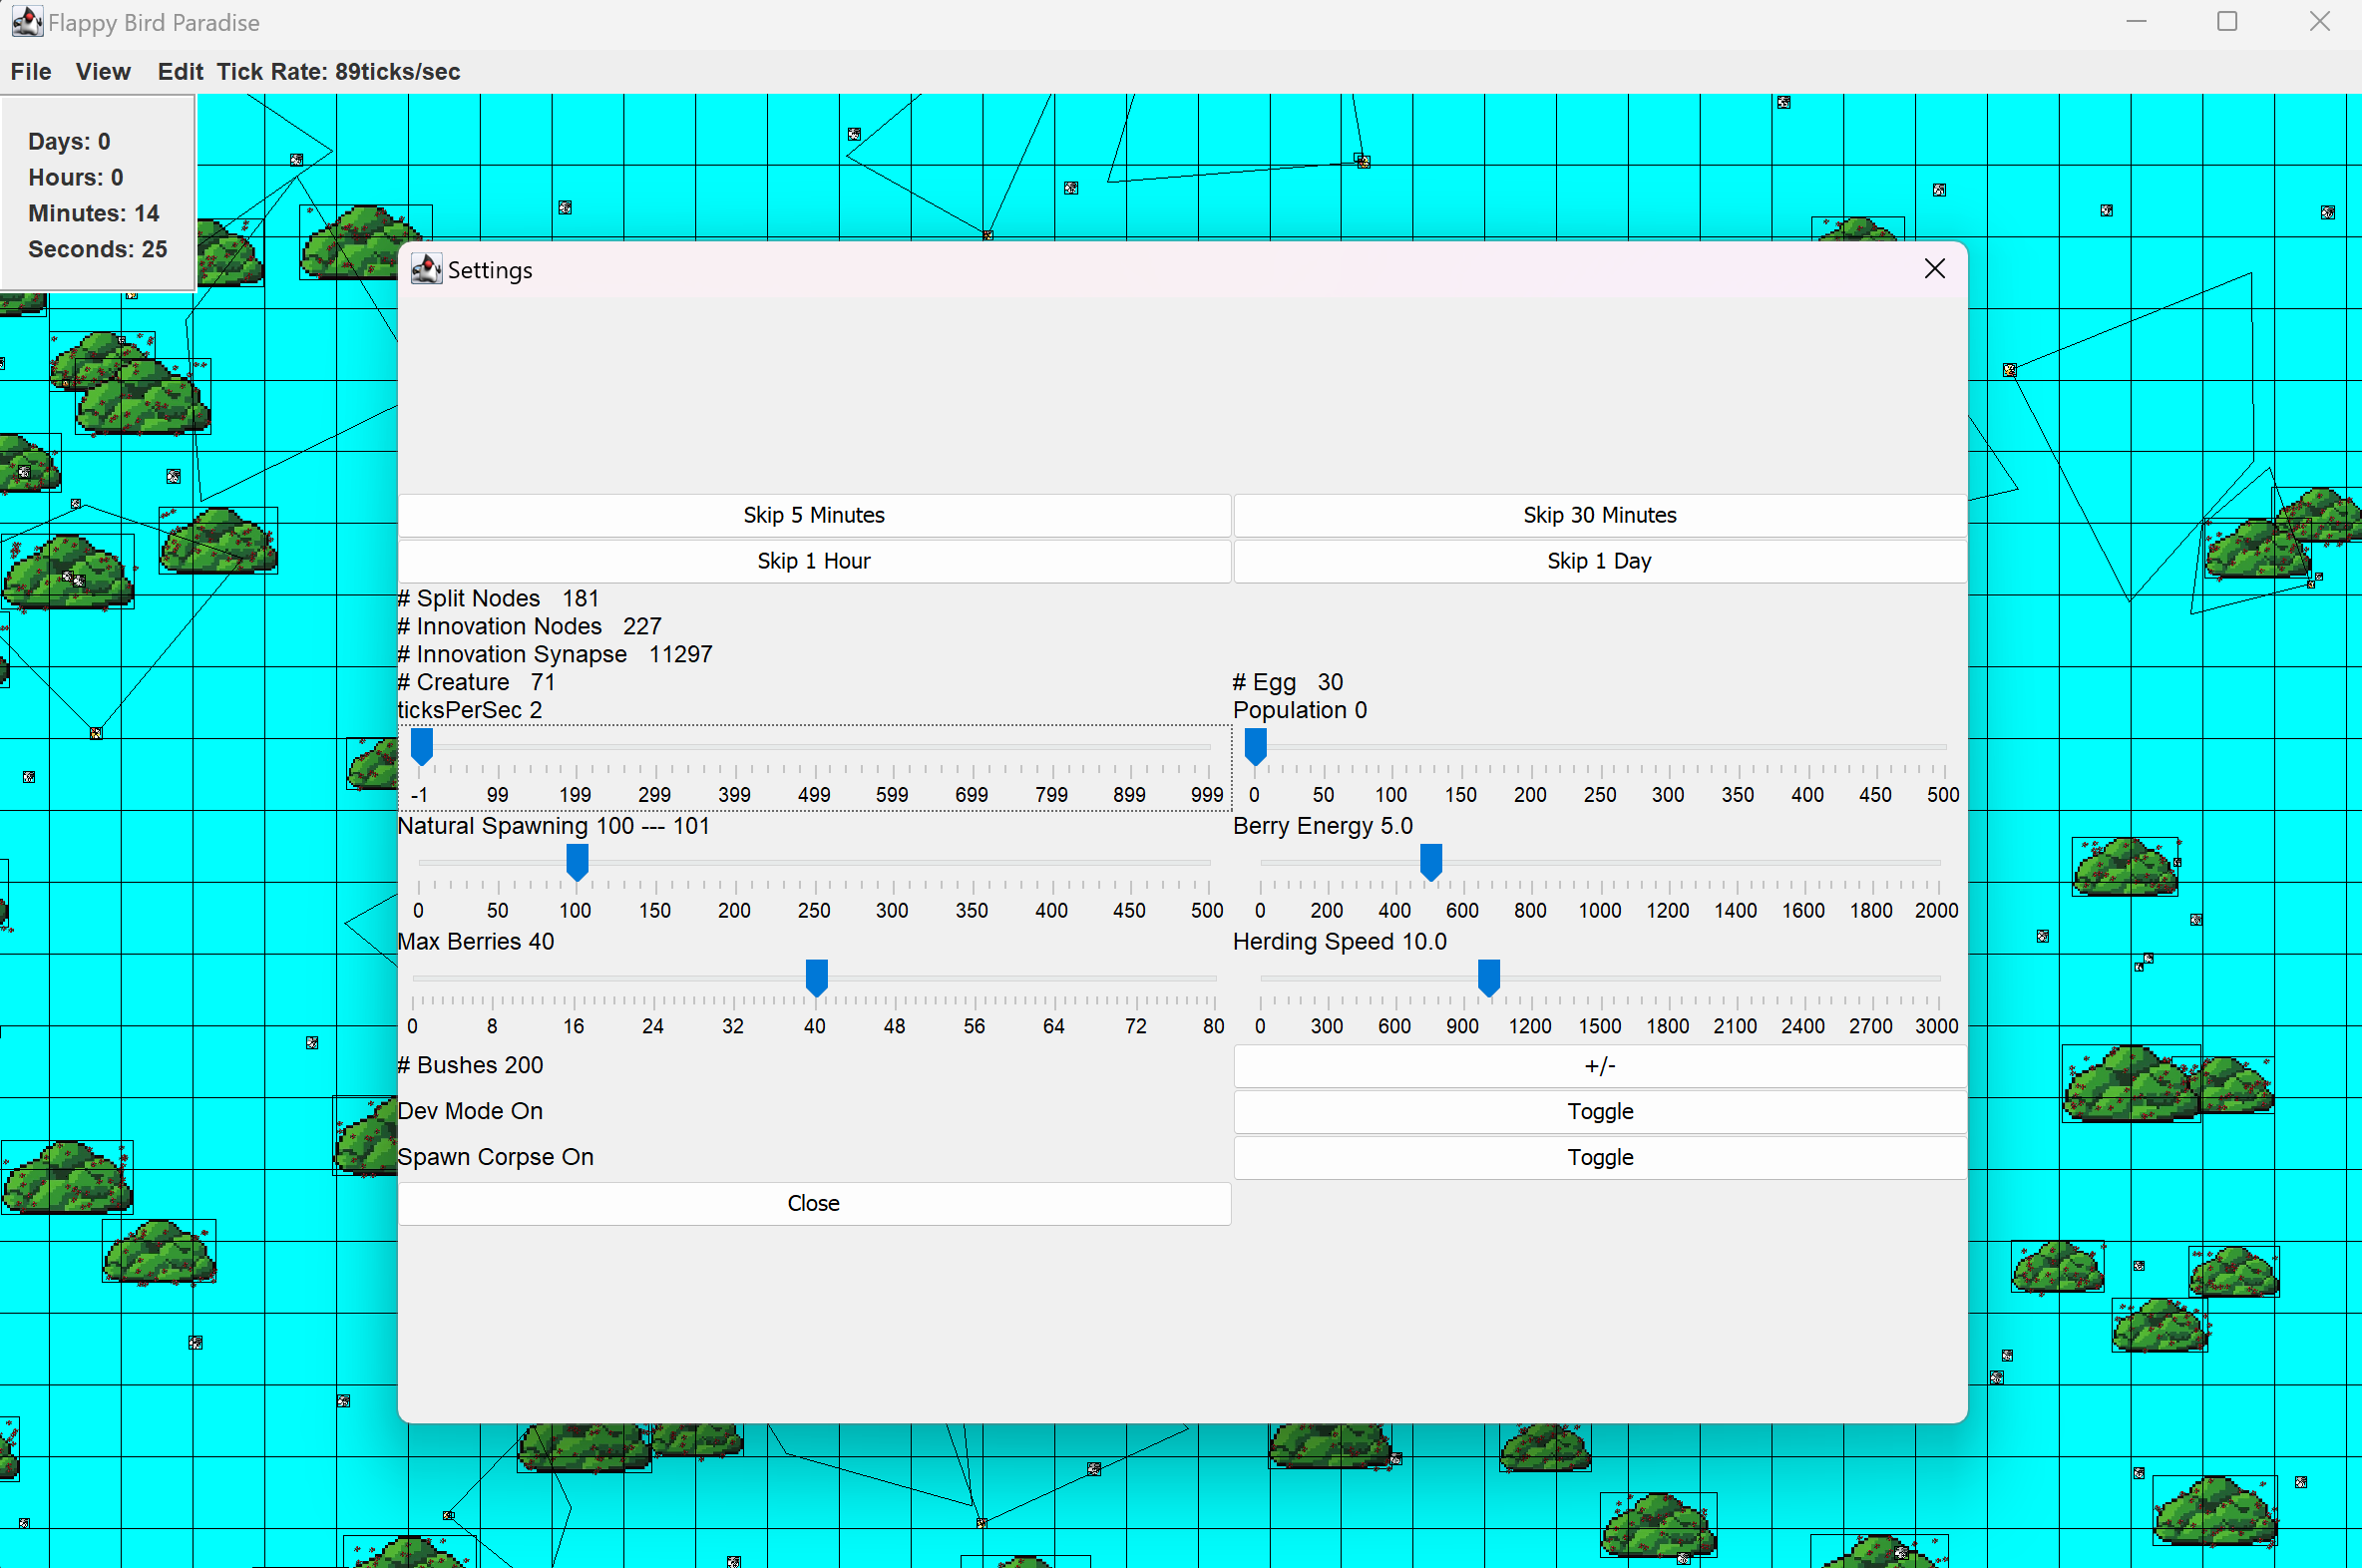 Flappy Bird Paradise
File View Edit Tick Rate: 89ticks/sec
Days: 0
Hours: 0
Minutes: 14
Seconds: 25
Settings
Skip 5 Minutes Skip 30 Minutes
Skip 1 Hour Skip 1 Day
# Split Nodes 181
# Innovation Nodes 227
# Innovation Synapse 11297
# Creature 71 # Egg 30
ticksPerSec 2 Population 0
-1 99 199 299 399 499 599 699 799 899 999 0 50 100 150 200 250 300 350 400 450 500
Natural Spawning 100 --- 101 Berry Energy 5.0
0 50 100 150 200 250 300 350 400 450 500 0 200 400 600 800 1000 1200 1400 1600 1800 2000
Max Berries 40 Herding Speed 10.0
0 8 16 24 32 40 48 56 64 72 80 0 300 600 900 1200 1500 1800 2100 2400 2700 3000
# Bushes 200 +/-
Dev Mode On Toggle
Spawn Corpse On Toggle
Close